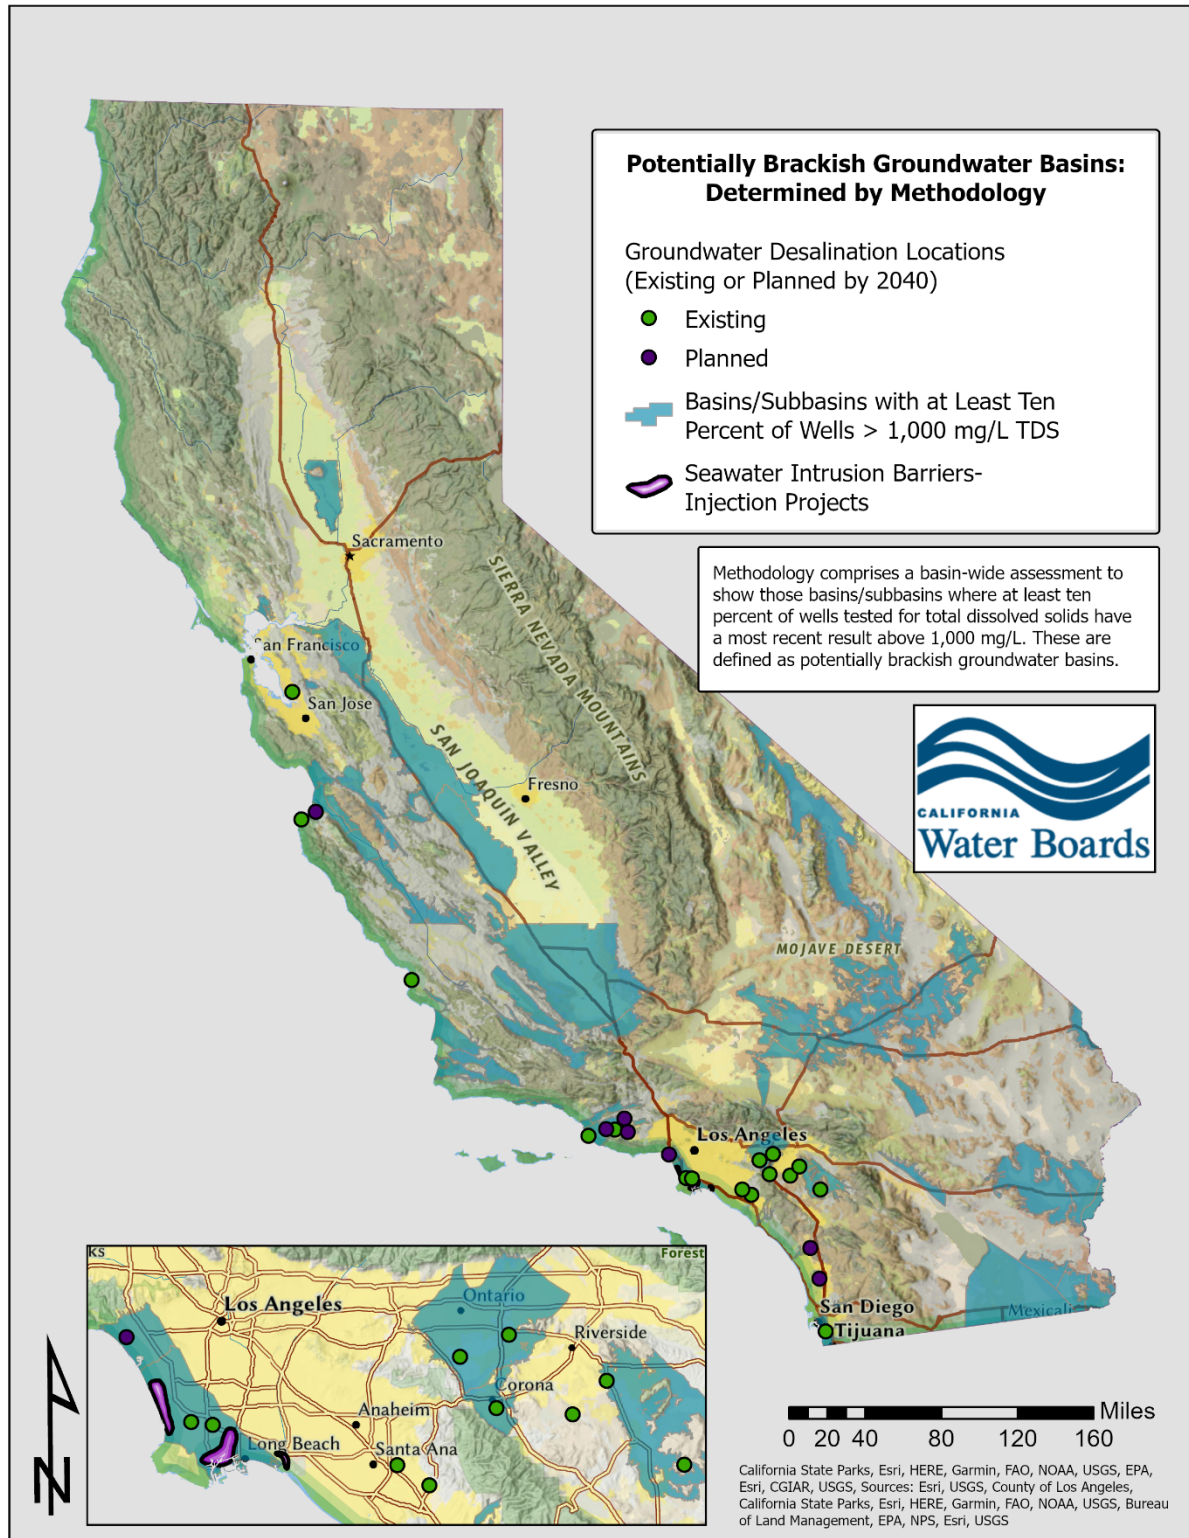 Potentially Brackish Groundwater Basins:
Determined by Methodology
Groundwater Desalination Locations
(Existing or Planned by 2040)
Existing
Planned
Basins/Subbasins with at Least Ten
Percent of Wells > 1,000 mg/L TDS
Seawater Intrusion Barriers-
Injection Projects
Methodology comprises a basin-wide assessment to
show those basins/subbasins where at least ten
percent of wells tested for total dissolved solids have
a most recent result above 1,000 mg/L. These are
defined as potentially brackish groundwater basins.
CALIFORNIA
Water Boards
Sacramento
SIERRA NEVADA MOUNTAINS
San Francisco
San Jose
SAN JOAQUIN VALLEY
Fresno
MOJAVE DESERT
Los Angeles
San Diego
Tijuana
Mexicali
ks
Forest
Los Angeles
Ontario
Riverside
Corona
Anaheim
Long Beach
Santa Ana
N
Miles
0 20 40 80 120 160
California State Parks, Esri, HERE, Garmin, FAO, NOAA, USGS, EPA,
Esri, CGIAR, USGS, Sources: Esri, USGS, County of Los Angeles,
California State Parks, Esri, HERE, Garmin, FAO, NOAA, USGS, Bureau
of Land Management, EPA, NPS, Esri, USGS